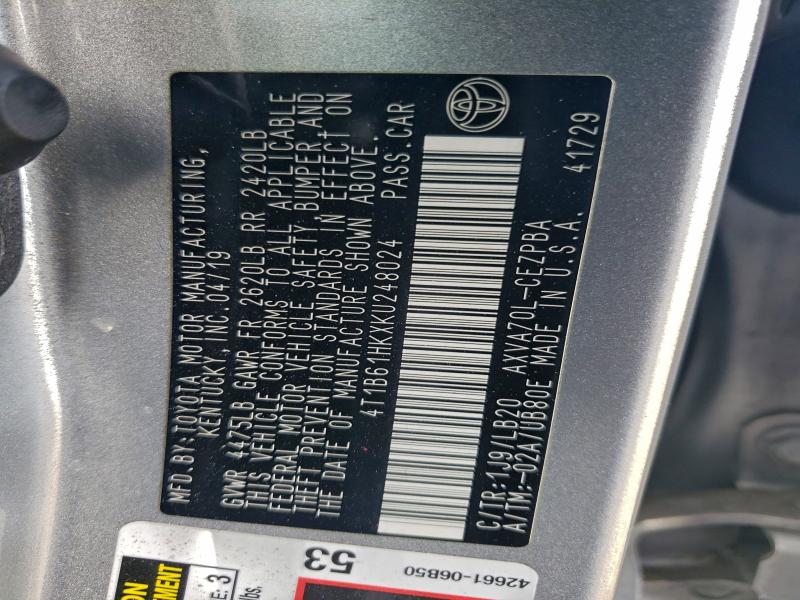 MFD.BY:TOYOTA MOTOR MANUFACTURING,
KENTUCKY, INC.04/19
GVWR 4475LB GAWR FR 2620LB RR 2420LB
THIS VEHICLE CONFORMS TO ALL APPLICABLE
FEDERAL MOTOR VEHICLE SAFETY, BUMPER,AND
THEFT PREVENTION STANDARDS IN EFFECT ON
THE DATE OF MANUFACTURE SHOWN ABOVE.
4T1B61HKXKU248024 PASS.CAR
C/TR:1J9/LB20 AXVA70L-CEZPBA
A/TM:-02A/UB80E MADE IN U.S.A. 41729
53
42661-06B50
E: 3
lbs.